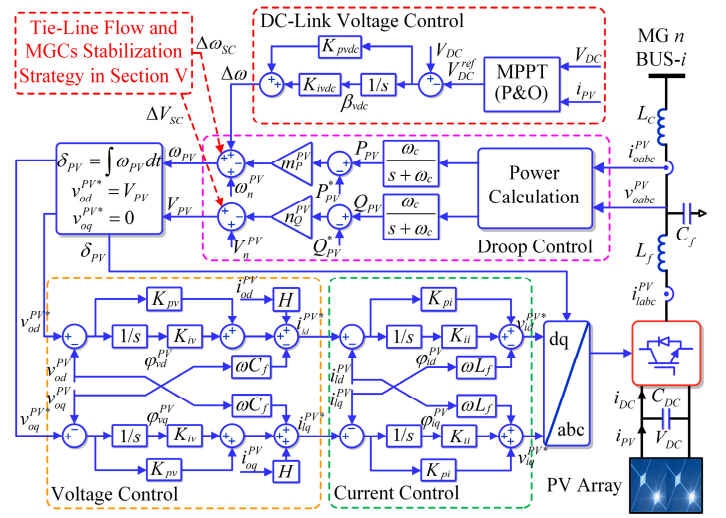 Tie-Line Flow and
MGCs Stabilization
Strategy in Section V
Δω_SC
ΔV_SC
Δω
DC-Link Voltage Control
K_pvdc
K_ivdc
1/s
β_vdc
V_DC
V_DC^ref
MPPT
(P&O)
V_DC
i_PV
MG n
BUS-i
L_C
i_oabc^PV
v_oabc^PV
C_f
L_f
i_labc^PV
δ_PV = ∫ω_PV dt
v_od^PV* = V_PV
v_oq^PV* = 0
ω_PV
V_PV
δ_PV
ω_n^PV
V_n^PV
m_P^PV
n_Q^PV
P_PV
P_PV^*
Q_PV
Q_PV^*
ω_c
s + ω_c
ω_c
s + ω_c
Power
Calculation
Droop Control
v_od^PV*
v_od^PV
v_oq^PV
v_oq^PV*
K_pv
1/s
K_iv
φ_vd^PV
i_od^PV
H
ωC_f
ωC_f
φ_vq^PV
1/s
K_iv
K_pv
i_oq^PV
H
Voltage Control
i_ld^PV*
i_ld^PV
i_lq^PV
i_lq^PV*
K_pi
1/s
K_ii
φ_id^PV
ωL_f
ωL_f
φ_iq^PV
1/s
K_ii
K_pi
Current Control
v_id^PV*
v_iq^PV*
dq
abc
i_DC
C_DC
i_PV
V_DC
PV Array